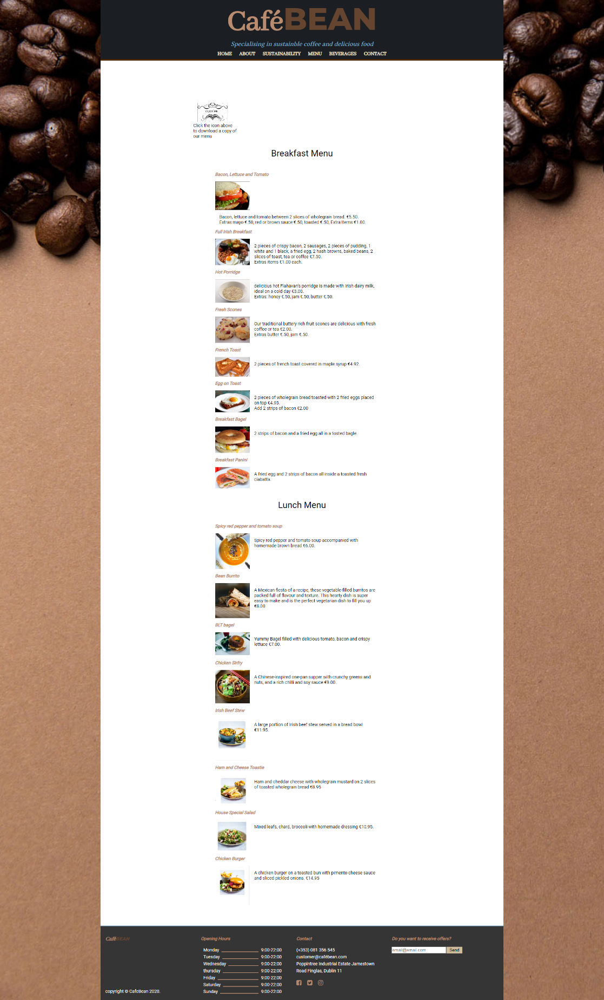 CaféBEAN
Specialising in sustainble coffee and delicious food
HOME ABOUT SUSTAINABILITY MENU BEVERAGES CONTACT
CLICK ME
Click the icon above
to download a copy of
our menu
Breakfast Menu
Bacon, Lettuce and Tomato
Bacon, lettuce and tomato between 2 slices of wholegrain bread. €5.50.
Extras mayo €.50, red or brown sauce €.50, toasted €.50, Extra Items €1.00.
Full Irish Breakfast
2 pieces of crispy bacon, 2 sausages, 2 pieces of pudding, 1
white and 1 black, a fried egg, 2 hash browns, baked beans, 2
slices of toast, tea or coffee €7.50.
Extras items €1.00 each.
Hot Porridge
delicious hot Flahavan's porridge is made with irish dairy milk,
ideal on a cold day €3.00.
Extras: honey €.50, jam €.50, butter €.50.
Fresh Scones
Our traditional buttery rich fruit scones are delicious with fresh
coffee or tea €2.00.
Extras butter €.50, jam €.50.
French Toast
2 pieces of french toast covered in maple syrup €4.92.
Egg on Toast
2 pieces of wholegrain bread toasted with 2 fried eggs placed
on top €4.95.
Add 2 strips of bacon €2.00
Breakfast Bagel
2 strips of bacon and a fried egg all in a tosted bagle
Breakfast Panini
A fried egg and 2 strips of bacon all inside a toasted fresh
ciabatta.
Lunch Menu
Spicy red pepper and tomato soup
Spicy red pepper and tomato soup accompanied with
homemade brown bread €6.00.
Bean Burrito
A Mexican fiesta of a recipe, these vegetable-filled burritos are
packed full of flavour and texture. This hearty dish is super
easy to make and is the perfect vegetarian dish to fill you up
€8.00
BLT bagel
Yummy Bagel filled with delicious tomato, bacon and crispy
lettuce €7.00.
Chicken Sirfry
A Chinese-inspired one-pan supper with crunchy greens and
nuts, and a rich chilli and soy sauce €9.00.
Irish Beef Stew
A large portion of Irish beef stew served in a bread bowl
€11.95.
Ham and Cheese Toastie
Ham and cheddar cheese with wholegrain mustard on 2 slices
of toasted wholegrain bread €8.95
House Special Salad
Mixed leafs, chard, broccoli with homemade dressing €10.95.
Chicken Burger
A chicken burger on a toasted bun with pimento cheese sauce
and sliced pickled onions. €14.95
CaféBEAN
copyright © CafeBean 2020.
Opening Hours
Monday 9:00-22:00
Tuesday 9:00-22:00
Wednesday 9:00-22:00
thursday 9:00-22:00
Friday 9:00-22:00
Saturday 9:00-22:00
Sunday 9:00-22:00
Contact
(+353) 081 356 545
customer@cafébean.com
Poppintree Industrial Estate Jamestown
Road Finglas, Dublin 11
Do you want to receive offers?
email@email.com Send